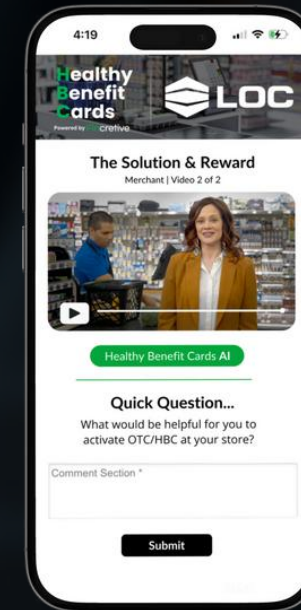 4:19
Healthy
Benefit
Cards
Powered by
LOC
The Solution & Reward
Merchant | Video 2 of 2
Healthy Benefit Cards AI
Quick Question...
What would be helpful for you to
activate OTC/HBC at your store?
Comment Section *
Submit